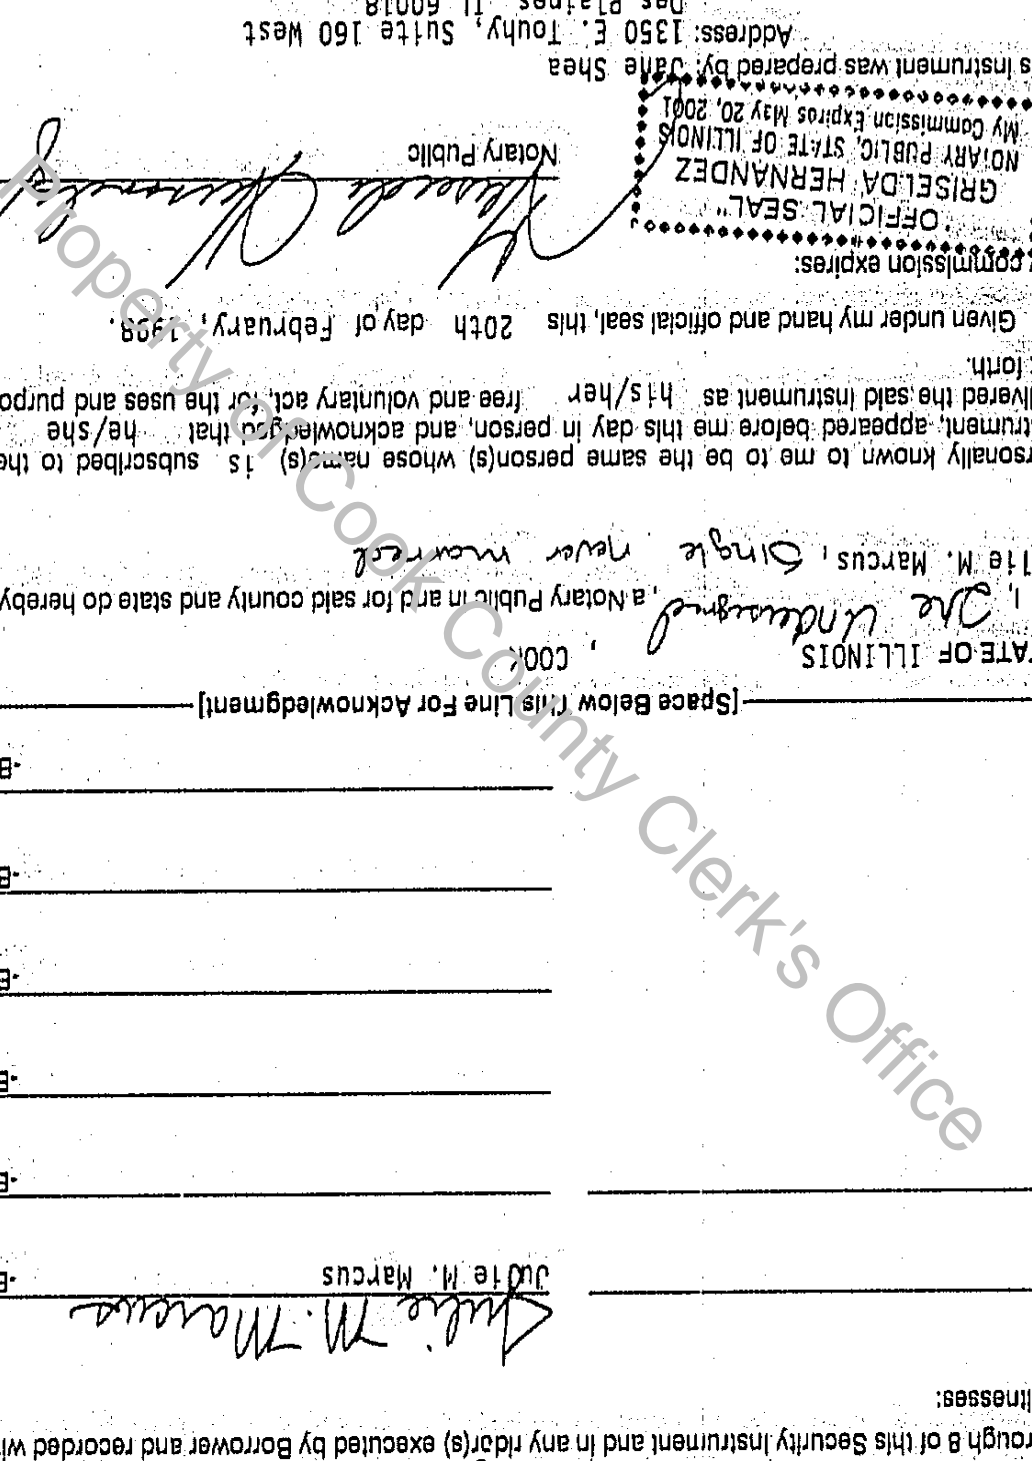 rough 8 of this Security Instrument and in any rider(s) executed by Borrower and recorded wi
itnesses:
Julie M. Marcus
Julie M. Marcus
[Space Below This Line For Acknowledgment]
TATE OF ILLINOIS , COOK
I, The Undersigned , a Notary Public in and for said county and state do hereby
lie M. Marcus, Single never married
rsonally known to me to be the same person(s) whose name(s) is subscribed to the
trument, appeared before me this day in person, and acknowledged that he/she
livered the said instrument as his/her free and voluntary act, for the uses and purpo
forth.
Given under my hand and official seal, this 20th day of February, 1998.
commission expires:
Griselda Hernandez
Notary Public
"OFFICIAL SEAL"
GRISELDA HERNANDEZ
NOTARY PUBLIC, STATE OF ILLINOIS
My Commission Expires May 20, 2001
s instrument was prepared by: Jane Shea
Address: 1350 E. Touhy, Suite 160 West
Des Plaines IL 60018
Property of Cook County Clerk's Office